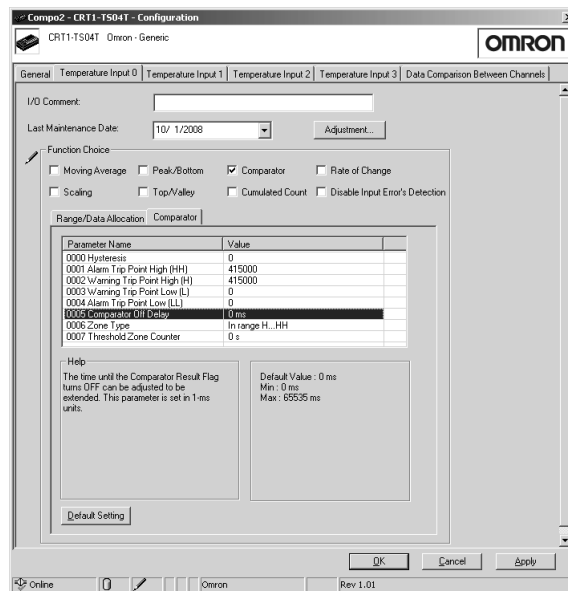 Compo2 - CRT1-TS04T - Configuration
CRT1-TS04T Omron - Generic
OMRON
General Temperature Input 0 Temperature Input 1 Temperature Input 2 Temperature Input 3 Data Comparison Between Channels
I/O Comment:
Last Maintenance Date: 10/ 1/2008 Adjustment...
Function Choice
Moving Average Peak/Bottom Comparator Rate of Change
Scaling Top/Valley Cumulated Count Disable Input Error's Detection
Range/Data Allocation Comparator
Parameter Name Value
0000 Hysteresis 0
0001 Alarm Trip Point High (HH) 415000
0002 Warning Trip Point High (H) 415000
0003 Warning Trip Point Low (L) 0
0004 Alarm Trip Point Low (LL) 0
0005 Comparator Off Delay 0 ms
0006 Zone Type In range H...HH
0007 Threshold Zone Counter 0 s
Help
The time until the Comparator Result Flag
turns OFF can be adjusted to be
extended. This parameter is set in 1-ms
units.
Default Value : 0 ms
Min : 0 ms
Max : 65535 ms
Default Setting
OK Cancel Apply
Online Omron Rev 1.01